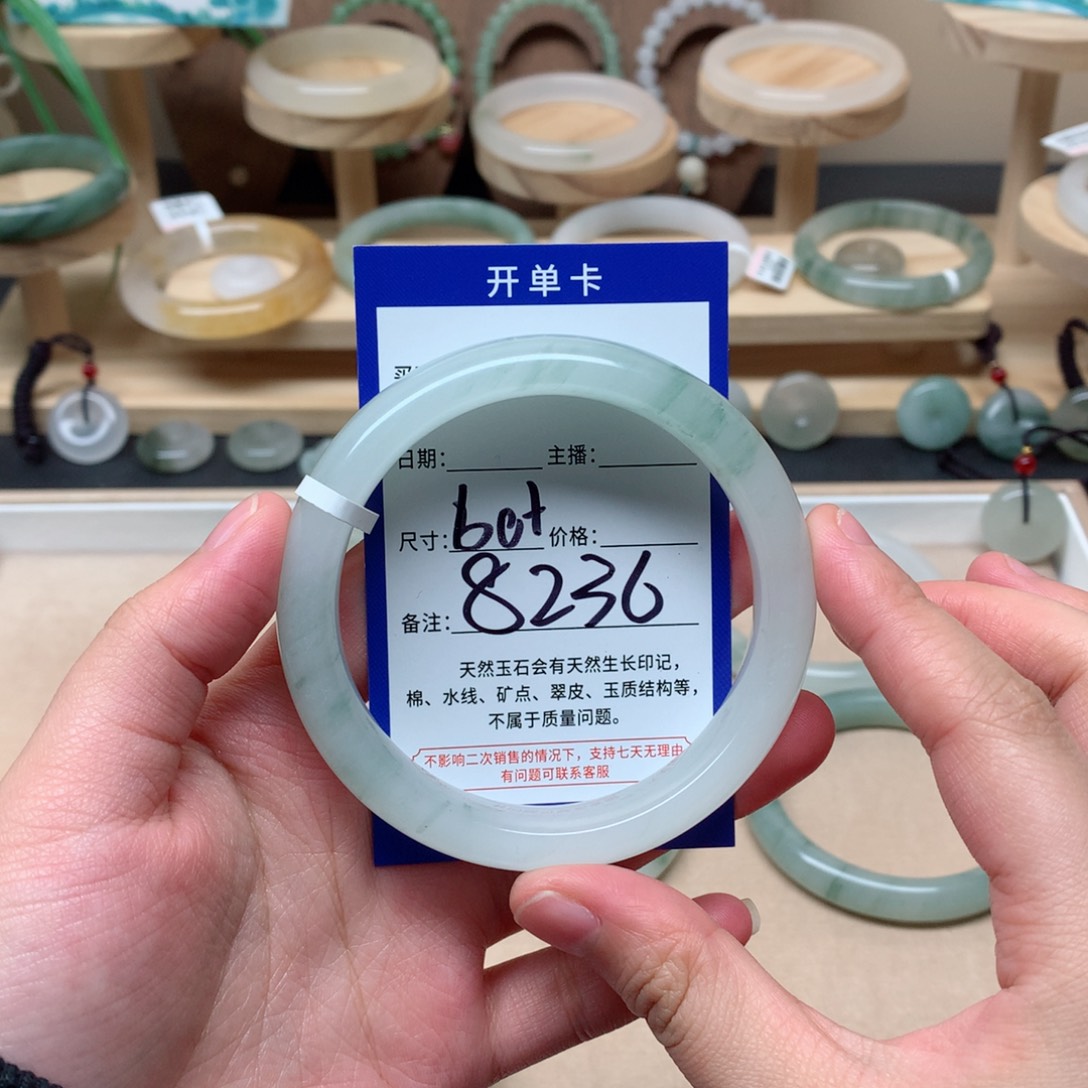 开单卡
日期: 主播:
尺寸: 60+ 价格:
备注: 8236
天然玉石会有天然生长印记，
棉、水线、矿点、翠皮、玉质结构等，
不属于质量问题。
不影响二次销售的情况下，支持七天无理由
有问题可联系客服